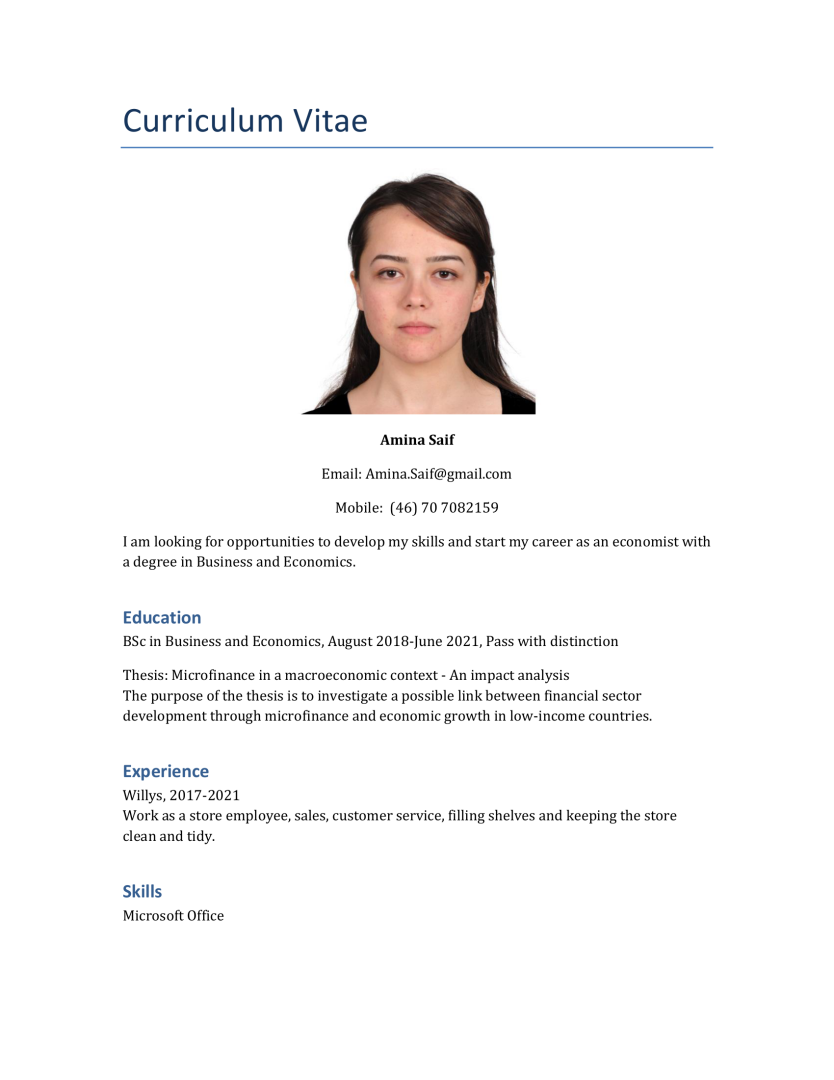 Curriculum Vitae
Amina Saif
Email: Amina.Saif@gmail.com
Mobile:  (46) 70 7082159
I am looking for opportunities to develop my skills and start my career as an economist with
a degree in Business and Economics.
Education
BSc in Business and Economics, August 2018-June 2021, Pass with distinction
Thesis: Microfinance in a macroeconomic context - An impact analysis
The purpose of the thesis is to investigate a possible link between financial sector
development through microfinance and economic growth in low-income countries.
Experience
Willys, 2017-2021
Work as a store employee, sales, customer service, filling shelves and keeping the store
clean and tidy.
Skills
Microsoft Office